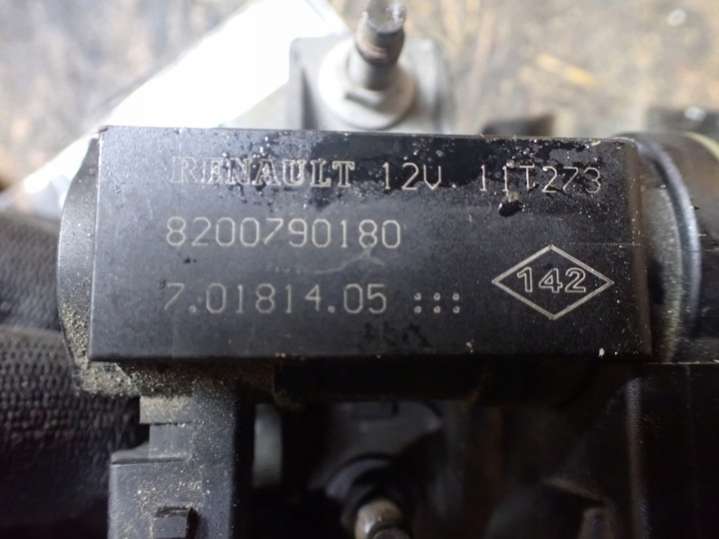 RENAULT 12V. 11T273
8200790180
7.01814.05 :::
142